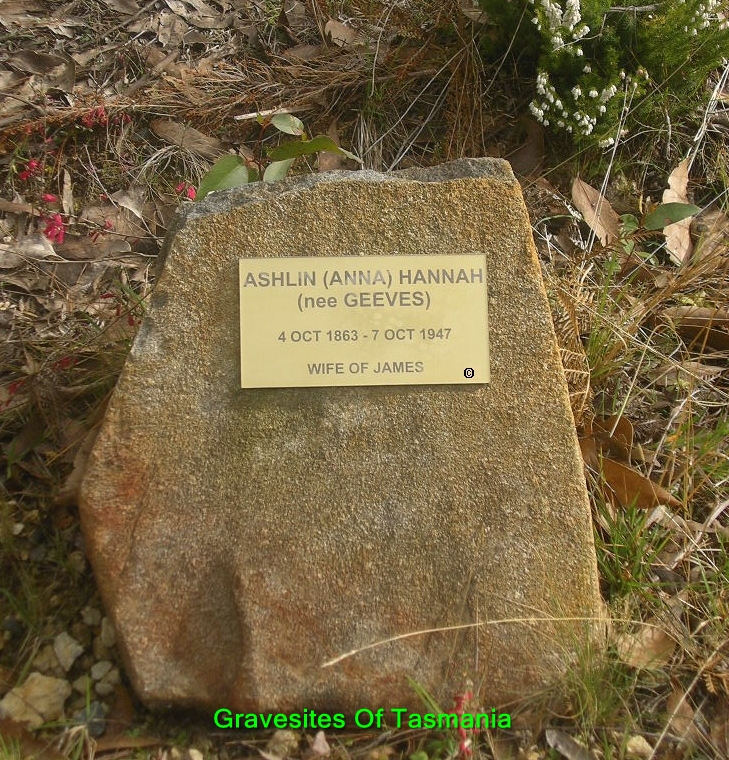 ASHLIN (ANNA) HANNAH
(nee GEEVES)
4 OCT 1863 - 7 OCT 1947
WIFE OF JAMES
©
Gravesites Of Tasmania